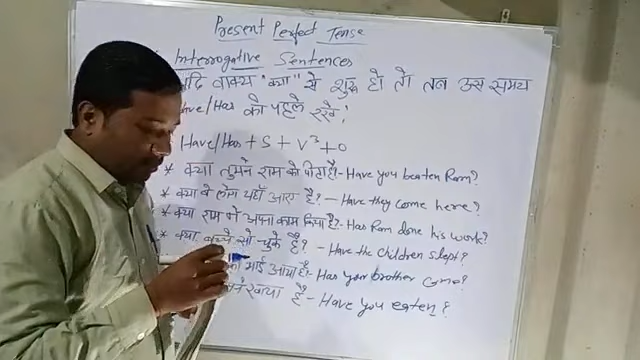 Present Perfect Tense
Interrogative Sentences
यदि वाक्य "क्या" से शुरू हो तो तब उस समय
Have/Has को पहले रखें!
Have/Has + S + V³ + O
* क्या तुमने राम को पीटा है? - Have you beaten Ram?
* क्या वे लोग यहाँ आए हैं? - Have they come here?
* क्या राम ने अपना काम किया है? - Has Ram done his work?
* क्या बच्चे सो चुके हैं? - Have the children slept?
भाई आया है? - Has your brother come?
खाया है - Have you eaten?